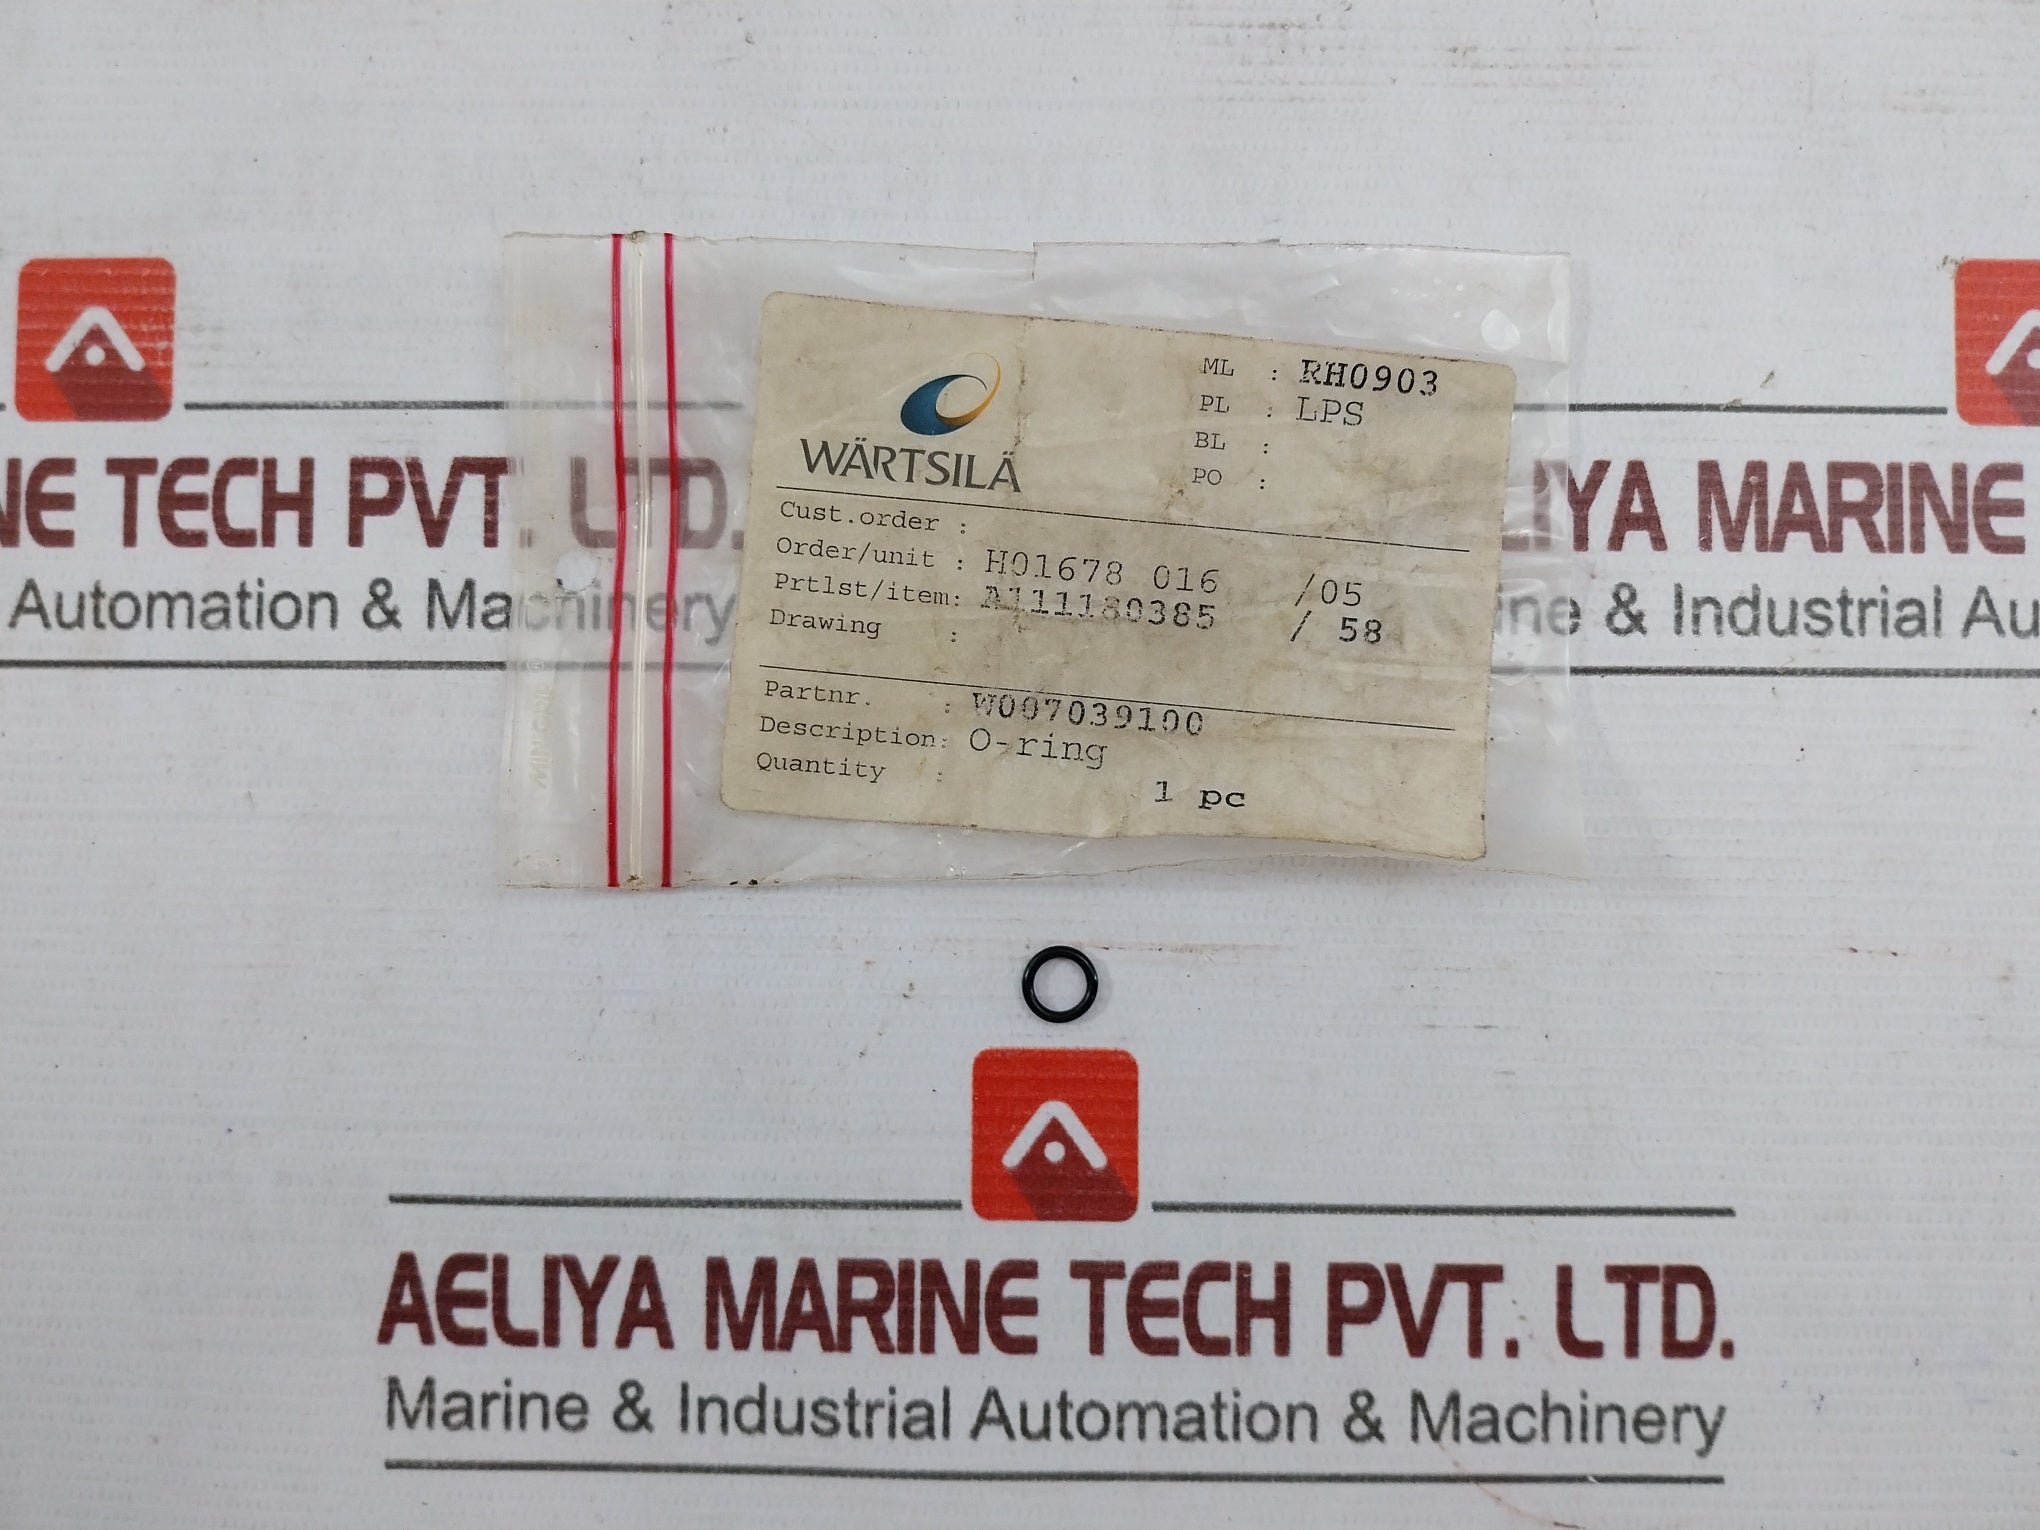 WÄRTSILÄ
ML : RH0903
PL : LPS
BL :
PO :
Cust.order :
Order/unit : H01678 016 /05
Prtlst/item: A111180385 / 58
Drawing :
Partnr. : W007039100
Description: O-ring
Quantity :
1 pc
NE TECH PVT. LTD.
Automation & Machinery
LIYA MARINE
ine & Industrial Au
AELIYA MARINE TECH PVT. LTD.
Marine & Industrial Automation & Machinery